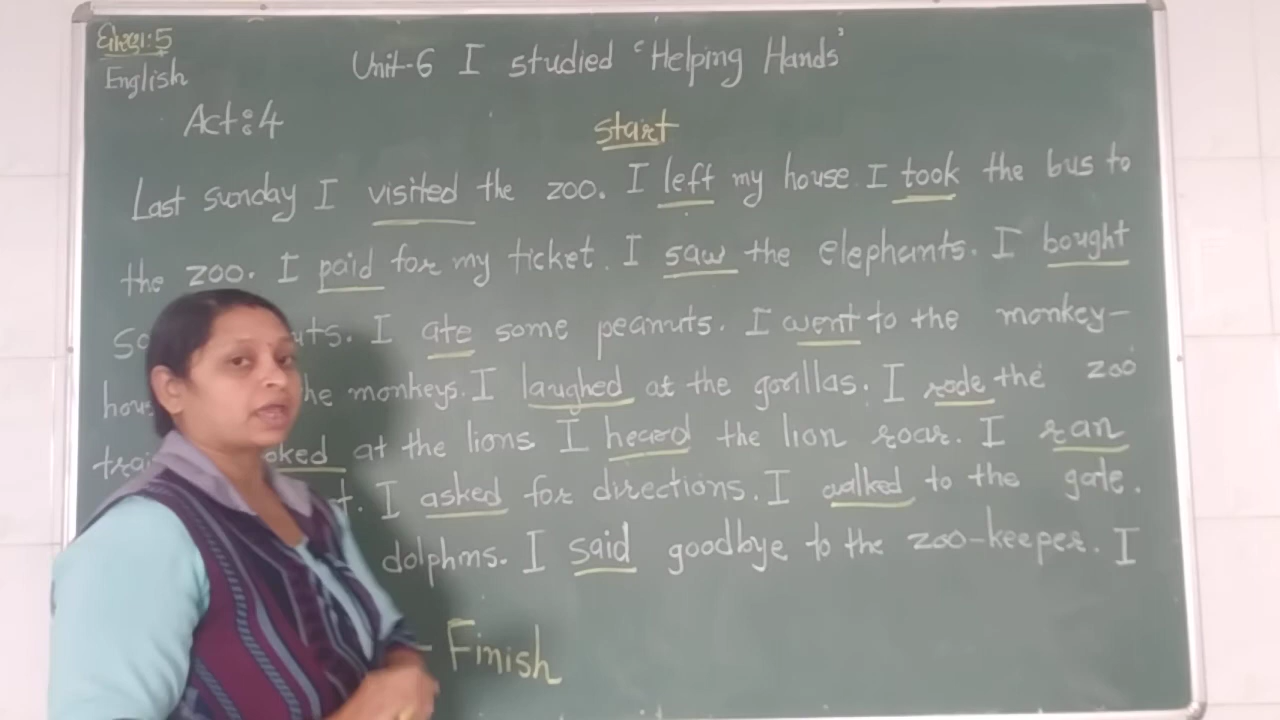 ધોરણ:5
English
Unit-6 I studied 'Helping Hands'
Act:4
Start
Last sunday I visited the zoo. I left my house I took the bus to
the zoo. I paid for my ticket. I saw the elephants. I bought
I ate some peanuts. I went to the monkey-
the monkeys. I laughed at the gorillas. I rode the zoo
at the lions I heard the lion roar. I ran
I asked for directions. I walked to the gate.
dolphins. I said goodbye to the zoo-keeper. I
- Finish